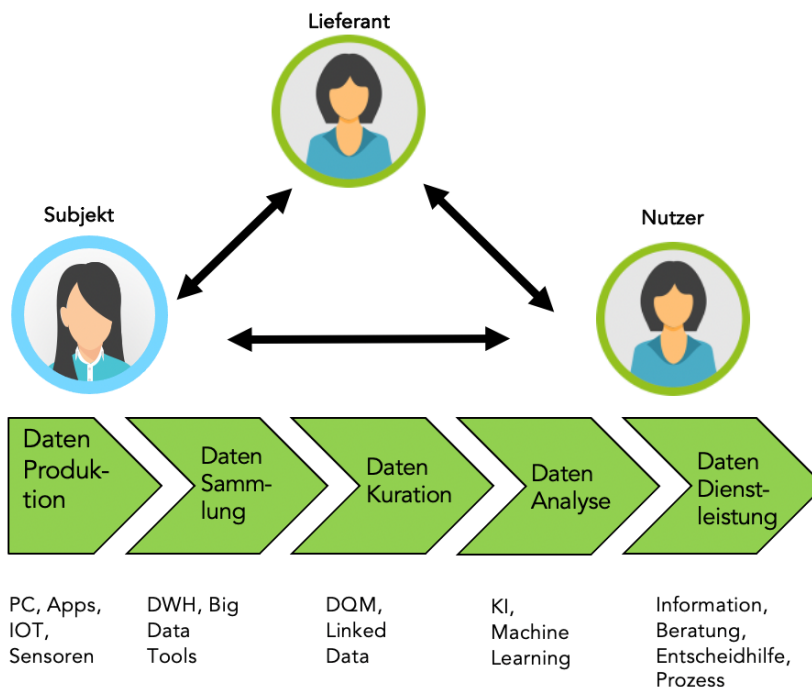 Lieferant
Subjekt
Nutzer
Daten
Produk-
tion
Daten
Samm-
lung
Daten
Kuration
Daten
Analyse
Daten
Dienst-
leistung
PC, Apps,
IOT,
Sensoren
DWH, Big
Data
Tools
DQM,
Linked
Data
KI,
Machine
Learning
Information,
Beratung,
Entscheidhilfe,
Prozess